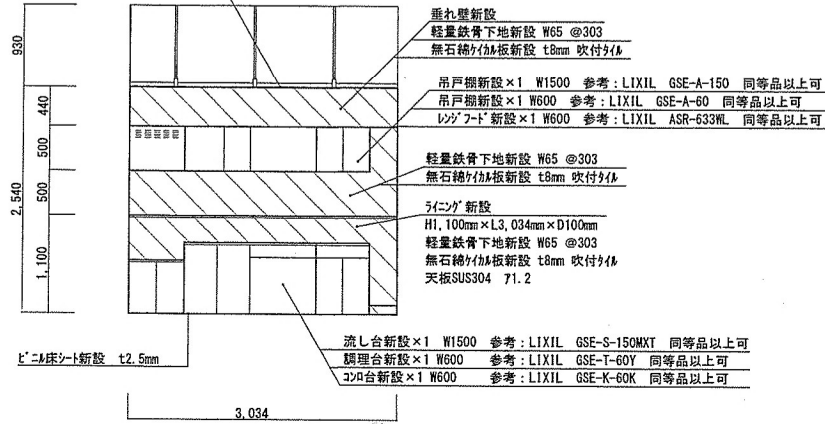 垂れ壁新設
軽量鉄骨下地新設 W65 @303
無石綿ケイカル板新設 t8mm 吹付タイル
吊戸棚新設×1 W1500 参考：LIXIL GSE-A-150 同等品以上可
吊戸棚新設×1 W600 参考：LIXIL GSE-A-60 同等品以上可
レンジフード新設×1 W600 参考：LIXIL ASR-633WL 同等品以上可
軽量鉄骨下地新設 W65 @303
無石綿ケイカル板新設 t8mm 吹付タイル
ライニング新設
H1,100mm×L3,034mm×D100mm
軽量鉄骨下地新設 W65 @303
無石綿ケイカル板新設 t8mm 吹付タイル
天板SUS304 ア1.2
流し台新設×1 W1500 参考：LIXIL GSE-S-150MXT 同等品以上可
調理台新設×1 W600 参考：LIXIL GSE-T-60Y 同等品以上可
コンロ台新設×1 W600 参考：LIXIL GSE-K-60K 同等品以上可
ビニル床シート新設 t2.5mm
930
440
500
500
1,100
2,540
3,034